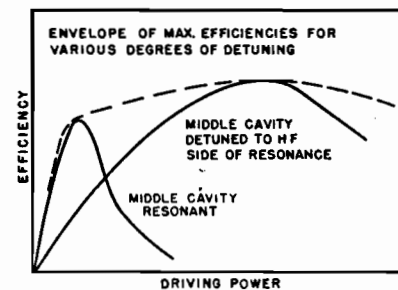 ENVELOPE OF MAX. EFFICIENCIES FOR
VARIOUS DEGREES OF DETUNING
EFFICIENCY
MIDDLE CAVITY
DETUNED TO HF
SIDE OF RESONANCE
MIDDLE CAVITY
RESONANT
DRIVING POWER